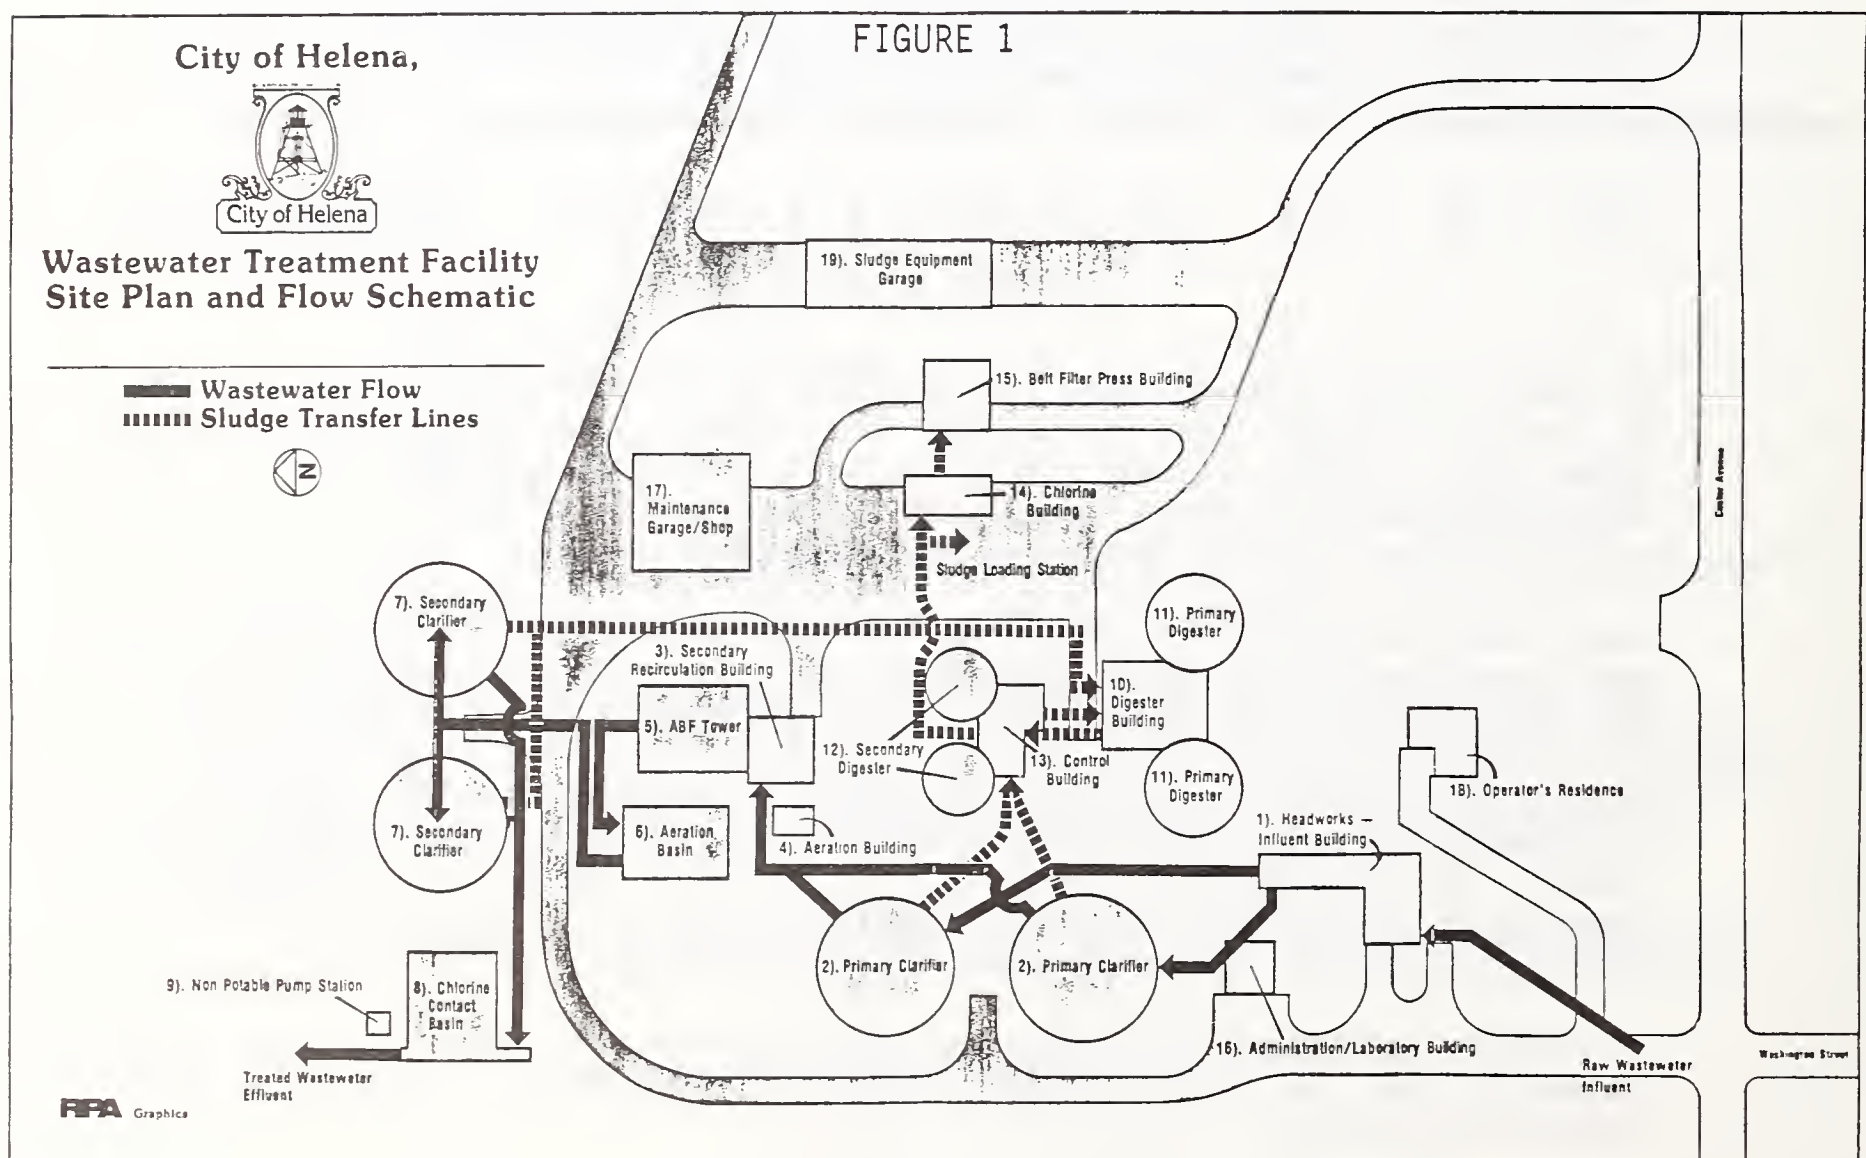 FIGURE 1
City of Helena,
City of Helena
Wastewater Treatment Facility
Site Plan and Flow Schematic
Wastewater Flow
Sludge Transfer Lines
N
19). Sludge Equipment
Garage
15). Belt Filter Press Building
17).
Maintenance
Garage/Shop
14). Chlorine
Building
Sludge Loading Station
Custer Avenue
7). Secondary
Clarifier
11). Primary
Digester
3). Secondary
Recirculation Building
10).
Digester
Building
5). ABF Tower
12). Secondary
Digester
13). Control
Building
11). Primary
Digester
18). Operator's Residence
7). Secondary
Clarifier
6). Aeration
Basin
4). Aeration Building
1). Headworks –
Influent Building
2). Primary Clarifier
2). Primary Clarifier
9). Non Potable Pump Station
8). Chlorine
Contact
Basin
16). Administration/Laboratory Building
Washington Street
Raw Wastewater
Influent
Treated Wastewater
Effluent
RPA Graphics